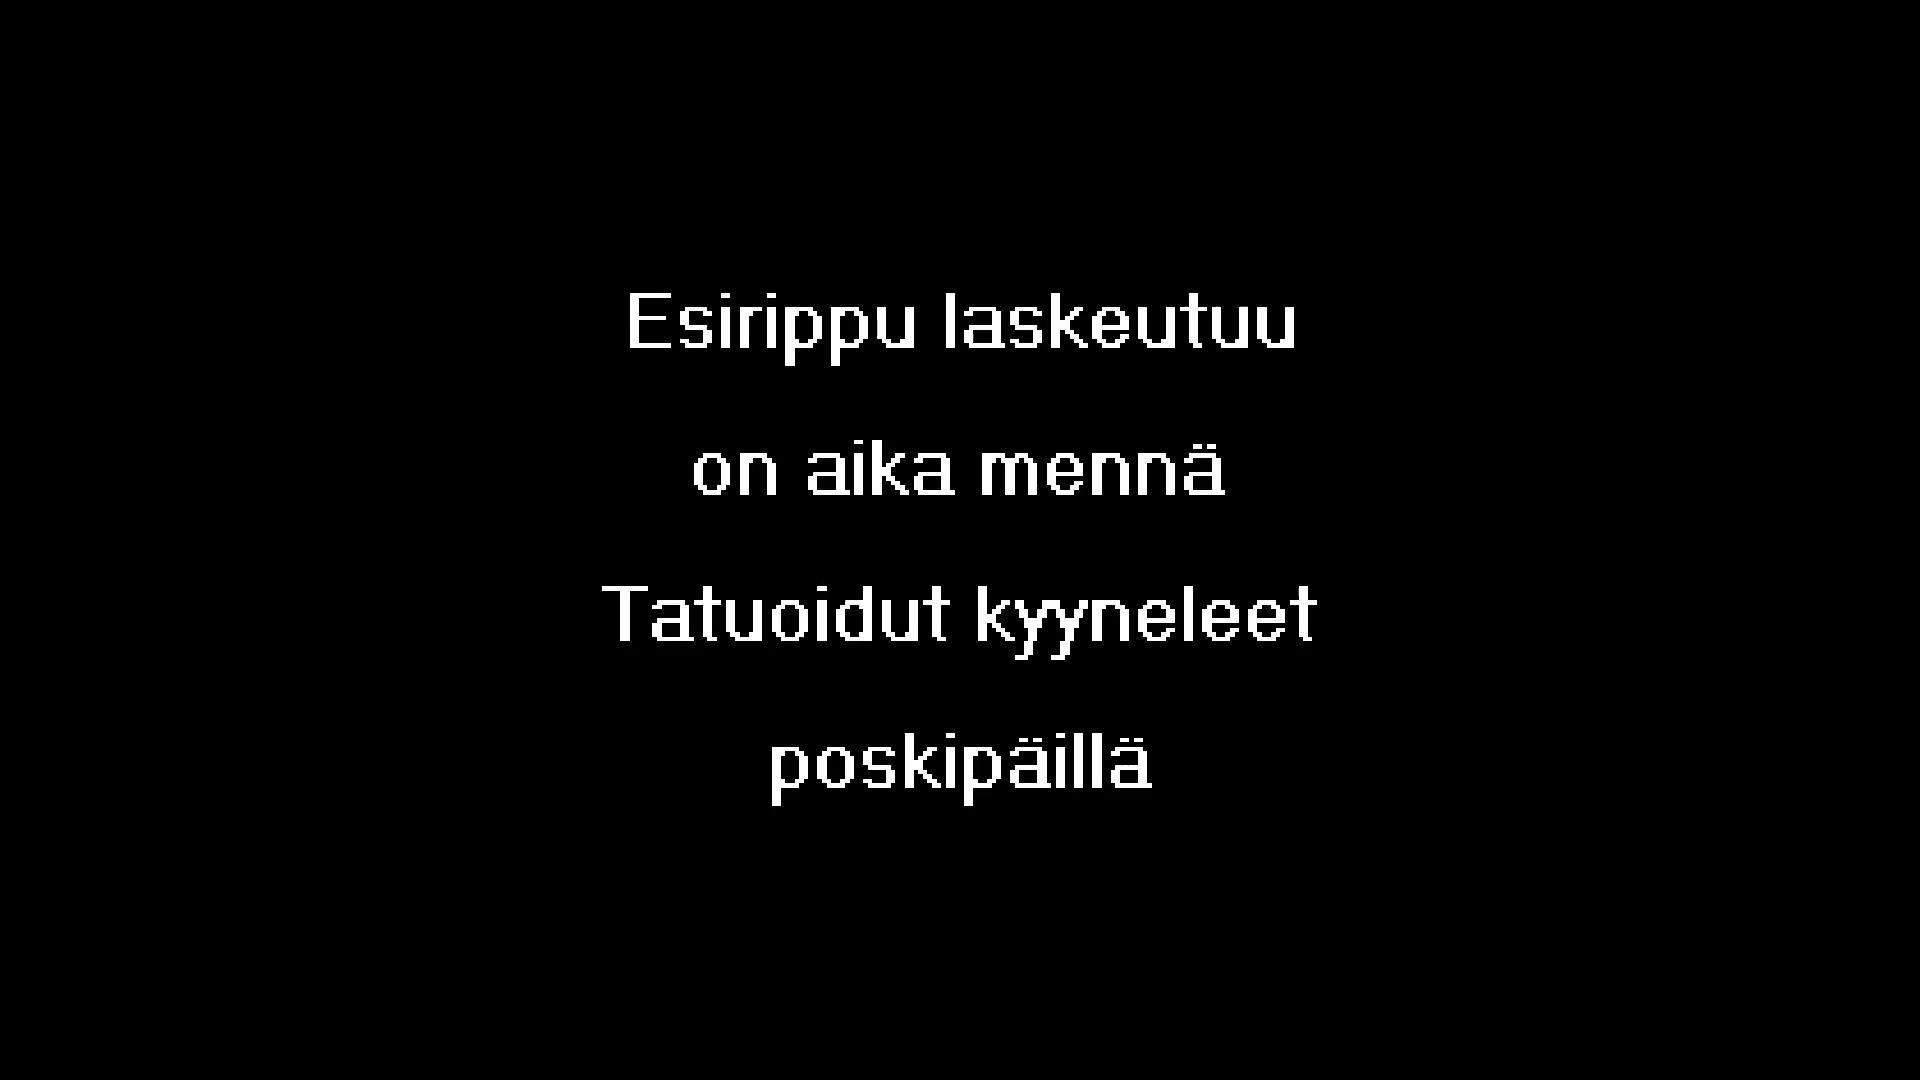 Esirippu laskeutuu
on aika mennä
Tatuoidut kyyneleet
poskipäillä